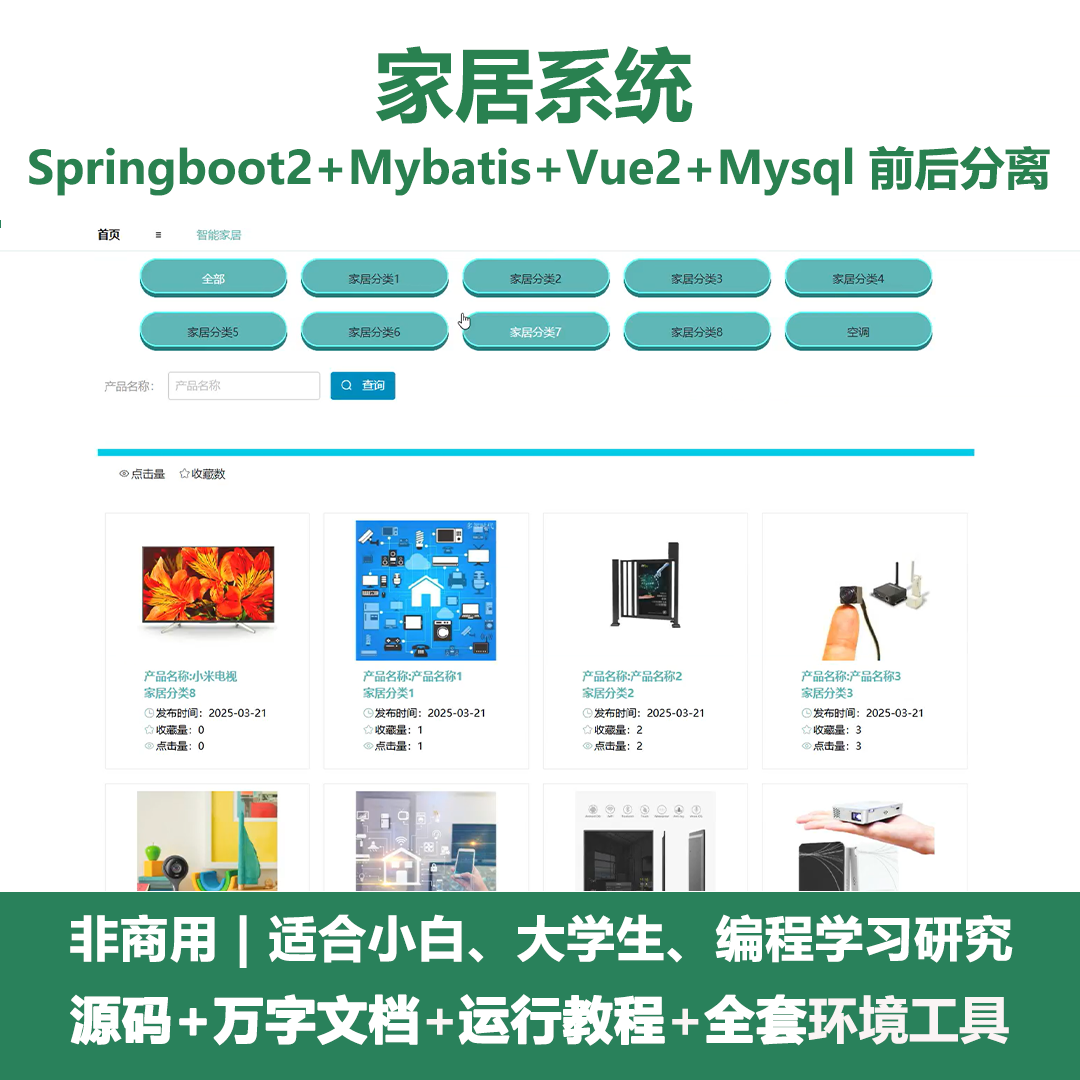 家居系统
Springboot2+Mybatis+Vue2+Mysql 前后分离
首页 ≡ 智能家居
全部 家居分类1 家居分类2 家居分类3 家居分类4
家居分类5 家居分类6 家居分类7 家居分类8 空调
产品名称： 产品名称 查询
点击量 收藏数
产品名称:小米电视 产品名称:产品名称1 产品名称:产品名称2 产品名称:产品名称3
家居分类8 家居分类1 家居分类2 家居分类3
发布时间：2025-03-21 发布时间：2025-03-21 发布时间：2025-03-21 发布时间：2025-03-21
收藏量：0 收藏量：1 收藏量：2 收藏量：3
点击量：0 点击量：1 点击量：2 点击量：3
非商用｜适合小白、大学生、编程学习研究
源码+万字文档+运行教程+全套环境工具